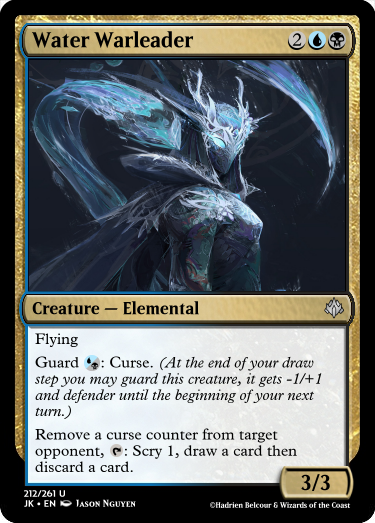 Water Warleader 2
Creature — Elemental
Flying
Guard : Curse. (At the end of your draw
step you may guard this creature, it gets -1/+1
and defender until the beginning of your next
turn.)
Remove a curse counter from target
opponent, : Scry 1, draw a card then
discard a card.
3/3
212/261 U
JK • EN Jason Nguyen
©Hadrien Belcour & Wizards of the Coast